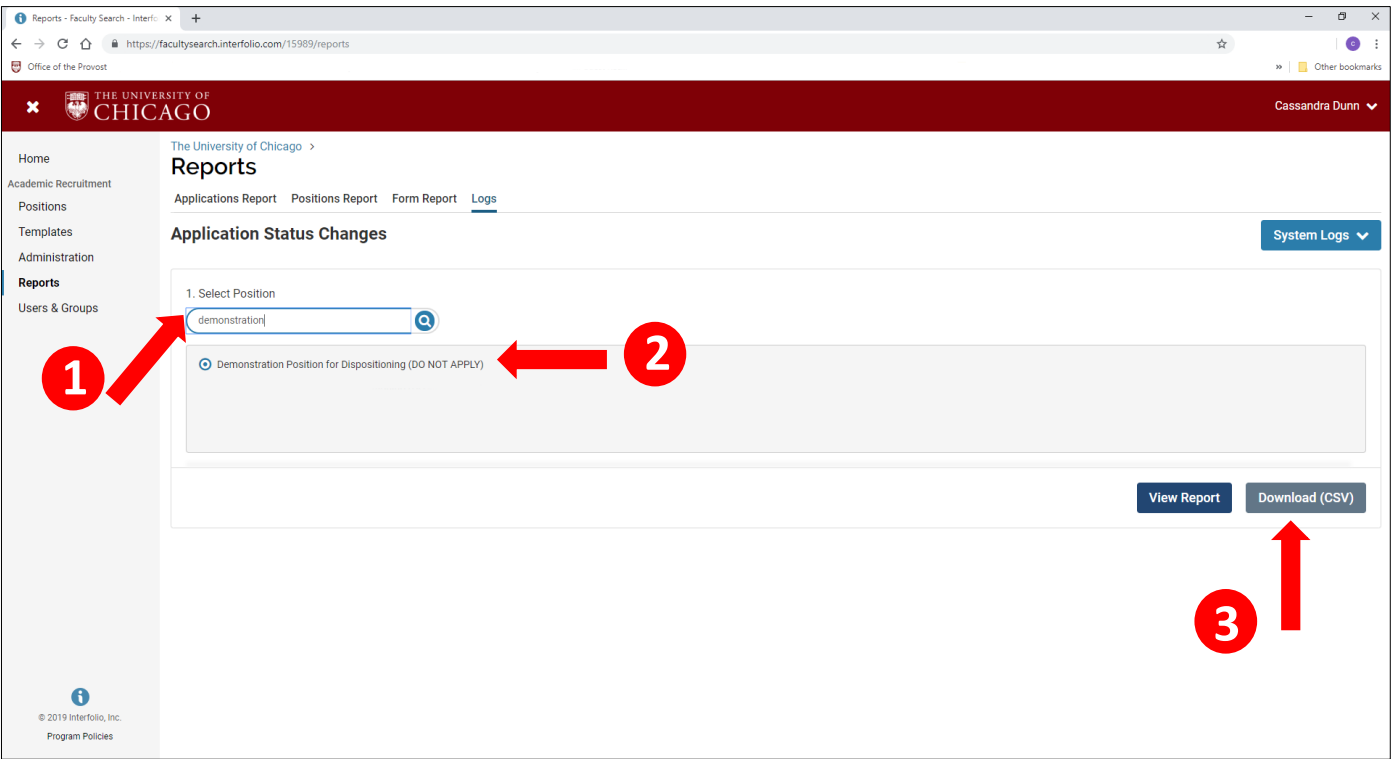 Reports - Faculty Search - Interfo
https://facultysearch.interfolio.com/15989/reports
Office of the Provost
» Other bookmarks
THE UNIVERSITY OF
CHICAGO
Cassandra Dunn
The University of Chicago >
Reports
Home
Academic Recruitment
Positions
Templates
Administration
Reports
Users & Groups
Applications Report Positions Report Form Report Logs
Application Status Changes
System Logs
1. Select Position
demonstration
Demonstration Position for Dispositioning (DO NOT APPLY)
1
2
View Report Download (CSV)
3
© 2019 Interfolio, Inc.
Program Policies